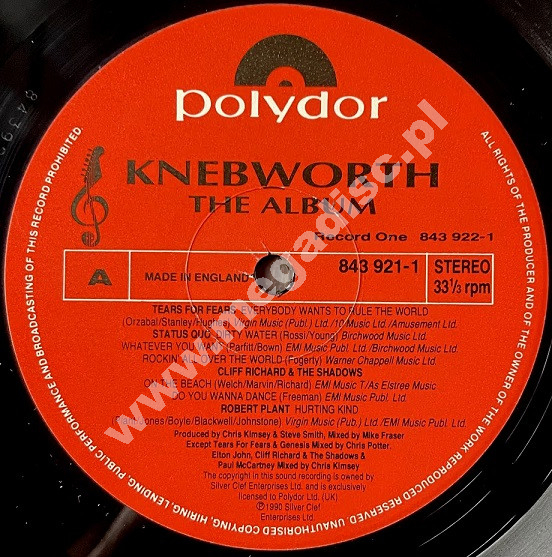 polydor
KNEBWORTH
THE ALBUM
Record One 843 922-1
A
MADE IN ENGLAND
843 921-1
STEREO
33⅓ rpm
TEARS FOR FEARS EVERYBODY WANTS TO RULE THE WORLD
(Orzabal/Stanley/Hughes) Virgin Music (Publ.) Ltd./10 Music Ltd./Amusement Ltd.
STATUS QUO DIRTY WATER (Rossi/Young) Birchwood Music Ltd.
WHATEVER YOU WANT (Parfitt/Bown) EMI Music Publ. Ltd./Birchwood Music Ltd.
ROCKIN' ALL OVER THE WORLD (Fogerty) Warner Chappell Music Ltd.
CLIFF RICHARD & THE SHADOWS
ON THE BEACH (Welch/Marvin/Richard) EMI Music T/As Elstree Music
DO YOU WANNA DANCE (Freeman) EMI Music Publ. Ltd.
ROBERT PLANT HURTING KIND
(Plant/Jones/Boyle/Blackwell/Johnstone) Virgin Music (Pub.) Ltd./EMI Music Publ. Ltd.
Produced by Chris Kimsey & Steve Smith, Mixed by Mike Fraser
Except Tears For Fears & Genesis Mixed by Chris Potter.
Elton John, Cliff Richard & The Shadows &
Paul McCartney Mixed by Chris Kimsey
The copyright in this sound recording is owned by
Silver Clef Enterprises Ltd. and is exclusively
licensed to Polydor Ltd. (UK)
℗1990 Silver Clef
Enterprises Ltd.
ALL RIGHTS OF THE PRODUCER AND OF THE OWNER OF THE WORK REPRODUCED RESERVED. UNAUTHORISED COPYING, HIRING, LENDING, PUBLIC PERFORMANCE AND BROADCASTING OF THIS RECORD PROHIBITED.
www.megadisc.pl